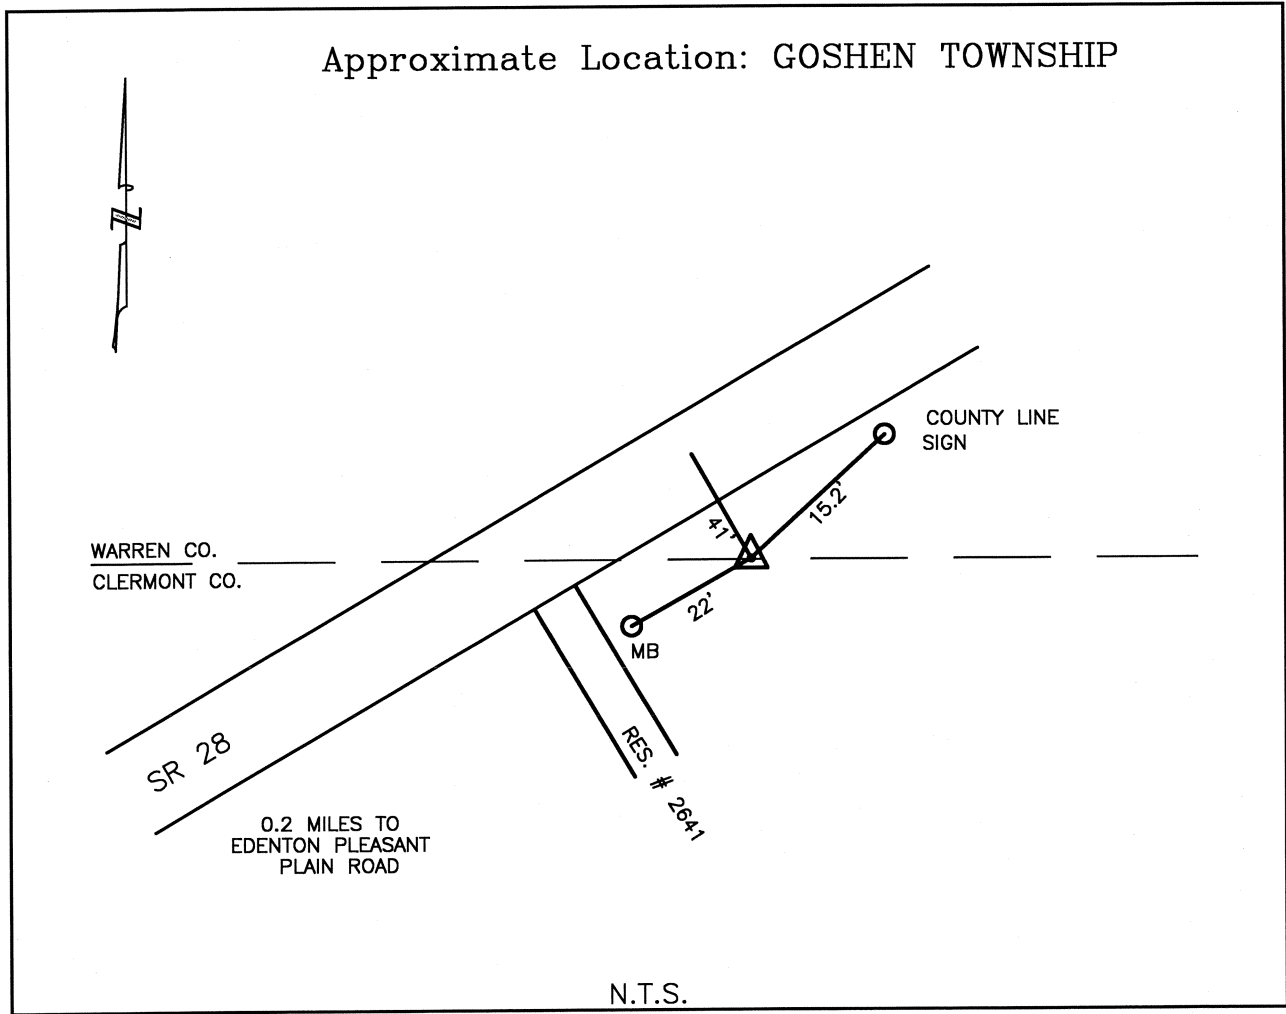 Approximate Location: GOSHEN TOWNSHIP
N
COUNTY LINE
SIGN
15.2'
41'
WARREN CO.
CLERMONT CO.
22'
MB
RES. # 2641
SR 28
0.2 MILES TO
EDENTON PLEASANT
PLAIN ROAD
N.T.S.